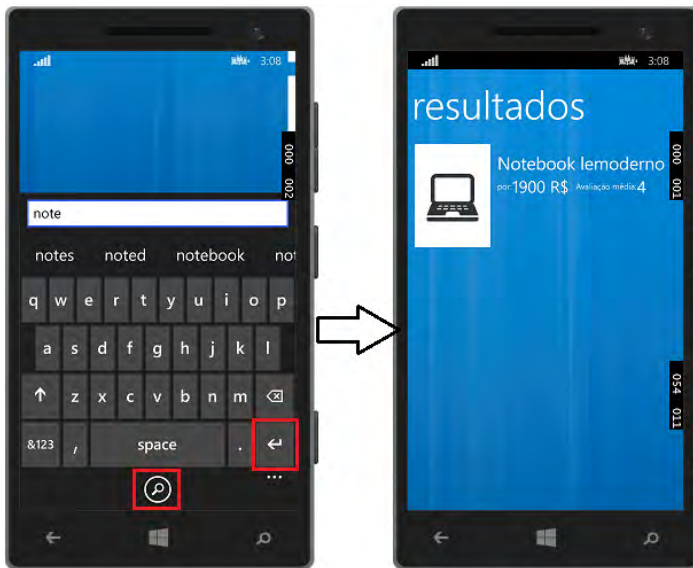 3:08
000
002
note
notes noted notebook not
q w e r t y u i o p
a s d f g h j k l
z x c v b n m
&123 , space .
3:08
resultados
Notebook lemoderno
por:1900 R$ Avaliação média:4
000
001
054
011